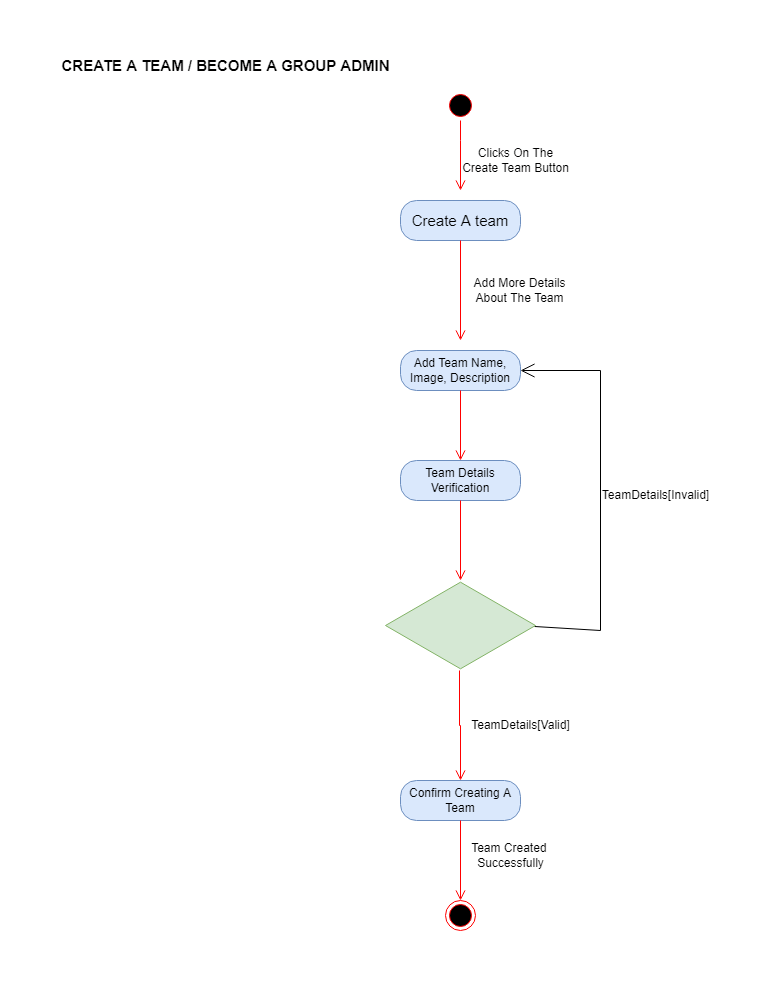 CREATE A TEAM / BECOME A GROUP ADMIN
Clicks On The
Create Team Button
Create A team
Add More Details
About The Team
Add Team Name,
Image, Description
Team Details
Verification
TeamDetails[Invalid]
TeamDetails[Valid]
Confirm Creating A
Team
Team Created
Successfully